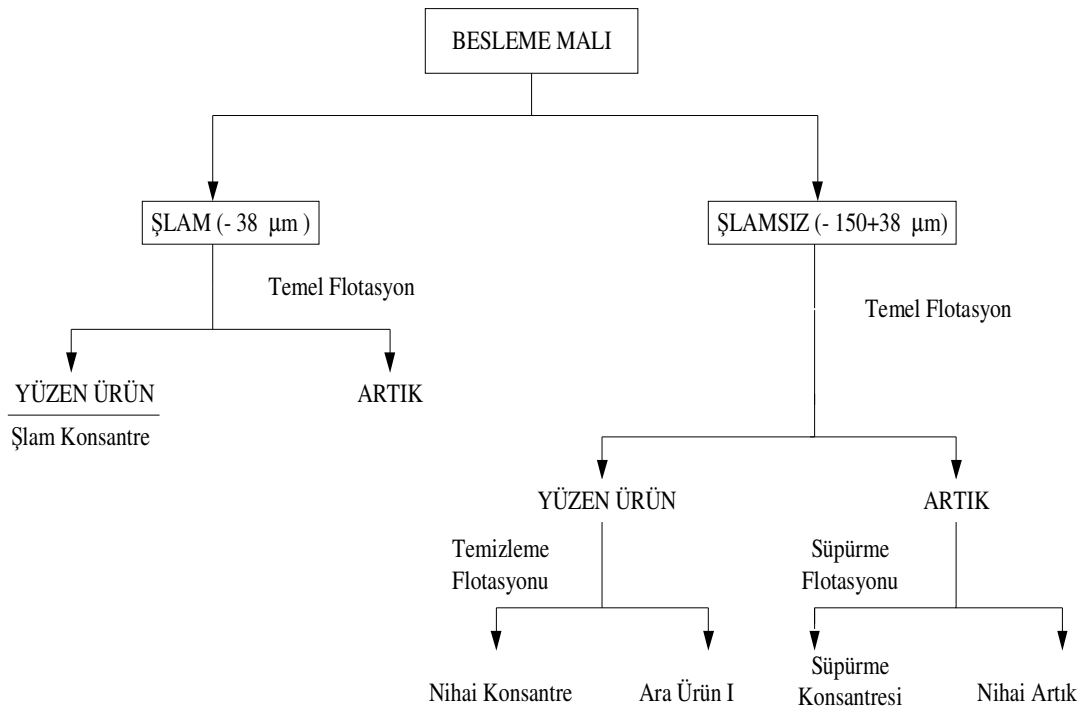 BESLEME MALI
ŞLAM (- 38 µm )
ŞLAMSIZ (- 150+38 µm)
Temel Flotasyon
Temel Flotasyon
YÜZEN ÜRÜN
ARTIK
Şlam Konsantre
YÜZEN ÜRÜN
ARTIK
Temizleme
Flotasyonu
Süpürme
Flotasyonu
Nihai Konsantre
Ara Ürün I
Süpürme
Konsantresi
Nihai Artık